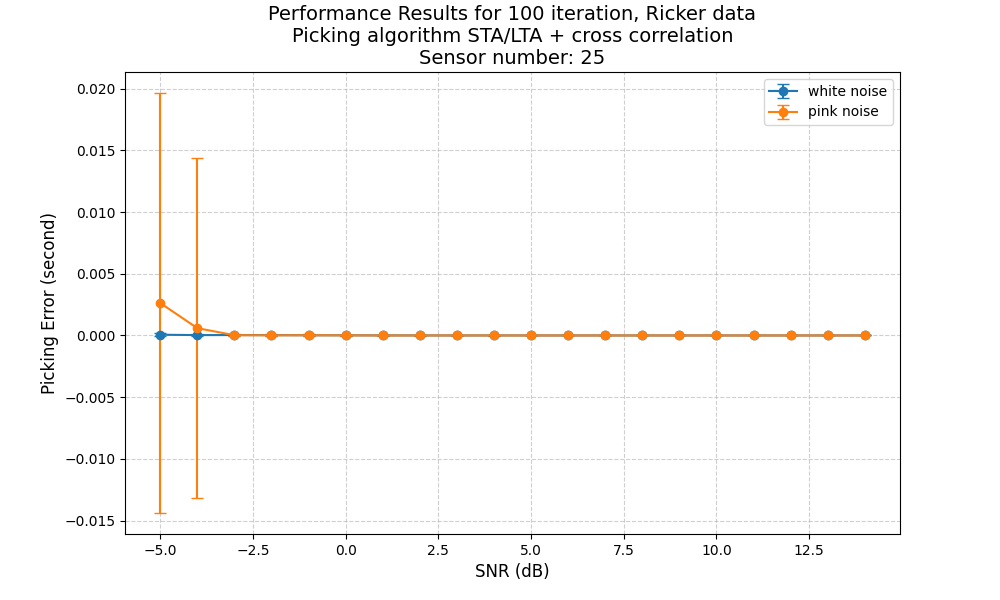 Performance Results for 100 iteration, Ricker data
Picking algorithm STA/LTA + cross correlation
Sensor number: 25
white noise
pink noise
Picking Error (second)
0.020
0.015
0.010
0.005
0.000
−0.005
−0.010
−0.015
−5.0
−2.5
0.0
2.5
5.0
7.5
10.0
12.5
SNR (dB)